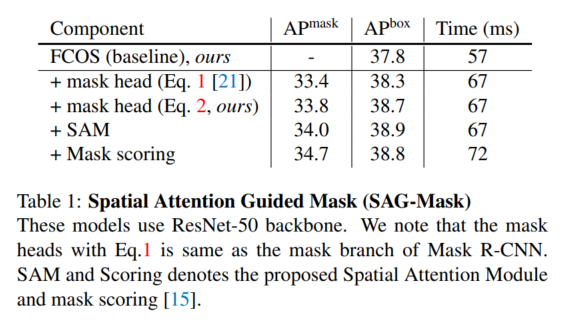 Component AP^mask AP^box Time (ms)
FCOS (baseline), ours - 37.8 57
+ mask head (Eq. 1 [21]) 33.4 38.3 67
+ mask head (Eq. 2, ours) 33.8 38.7 67
+ SAM 34.0 38.9 67
+ Mask scoring 34.7 38.8 72
Table 1: Spatial Attention Guided Mask (SAG-Mask)
These models use ResNet-50 backbone. We note that the mask
heads with Eq.1 is same as the mask branch of Mask R-CNN.
SAM and Scoring denotes the proposed Spatial Attention Module
and mask scoring [15].